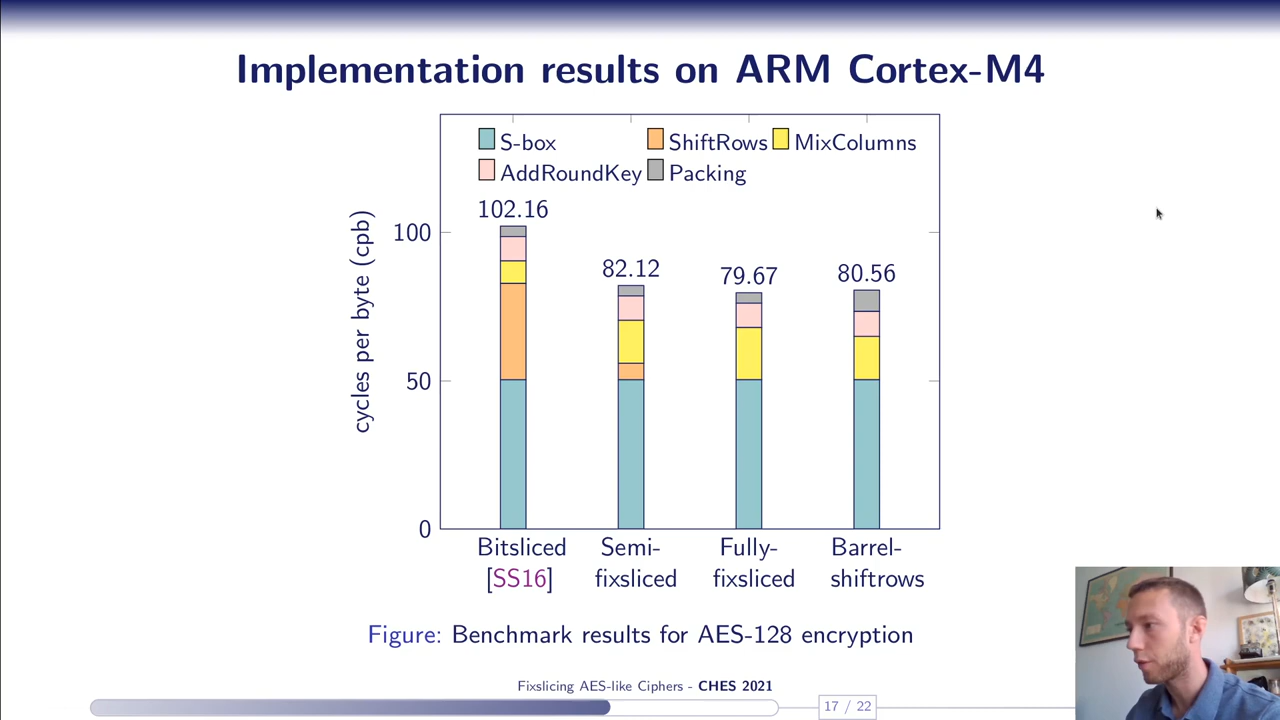 Implementation results on ARM Cortex-M4
S-box ShiftRows MixColumns
AddRoundKey Packing
cycles per byte (cpb)
100
50
0
102.16
82.12
79.67
80.56
Bitsliced
[SS16]
Semi-
fixsliced
Fully-
fixsliced
Barrel-
shiftrows
Figure: Benchmark results for AES-128 encryption
Fixslicing AES-like Ciphers - CHES 2021
17 / 22